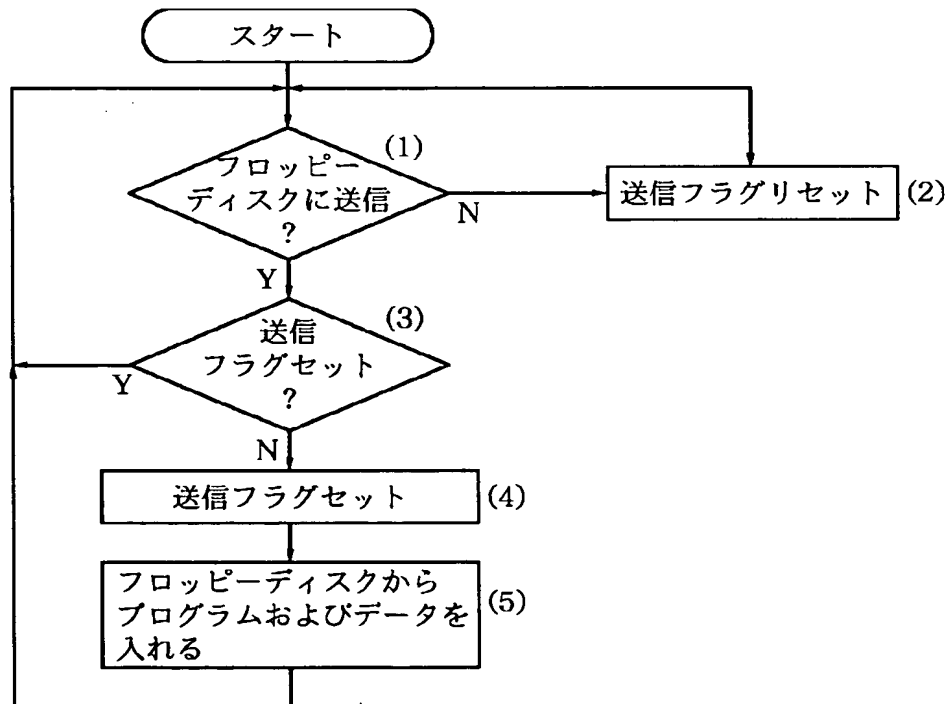 スタート
(1)
フロッピー
ディスクに送信
?
N
送信フラグリセット
(2)
Y
(3)
送信
フラグセット
?
Y
N
送信フラグセット
(4)
フロッピーディスクから
プログラムおよびデータを
入れる
(5)